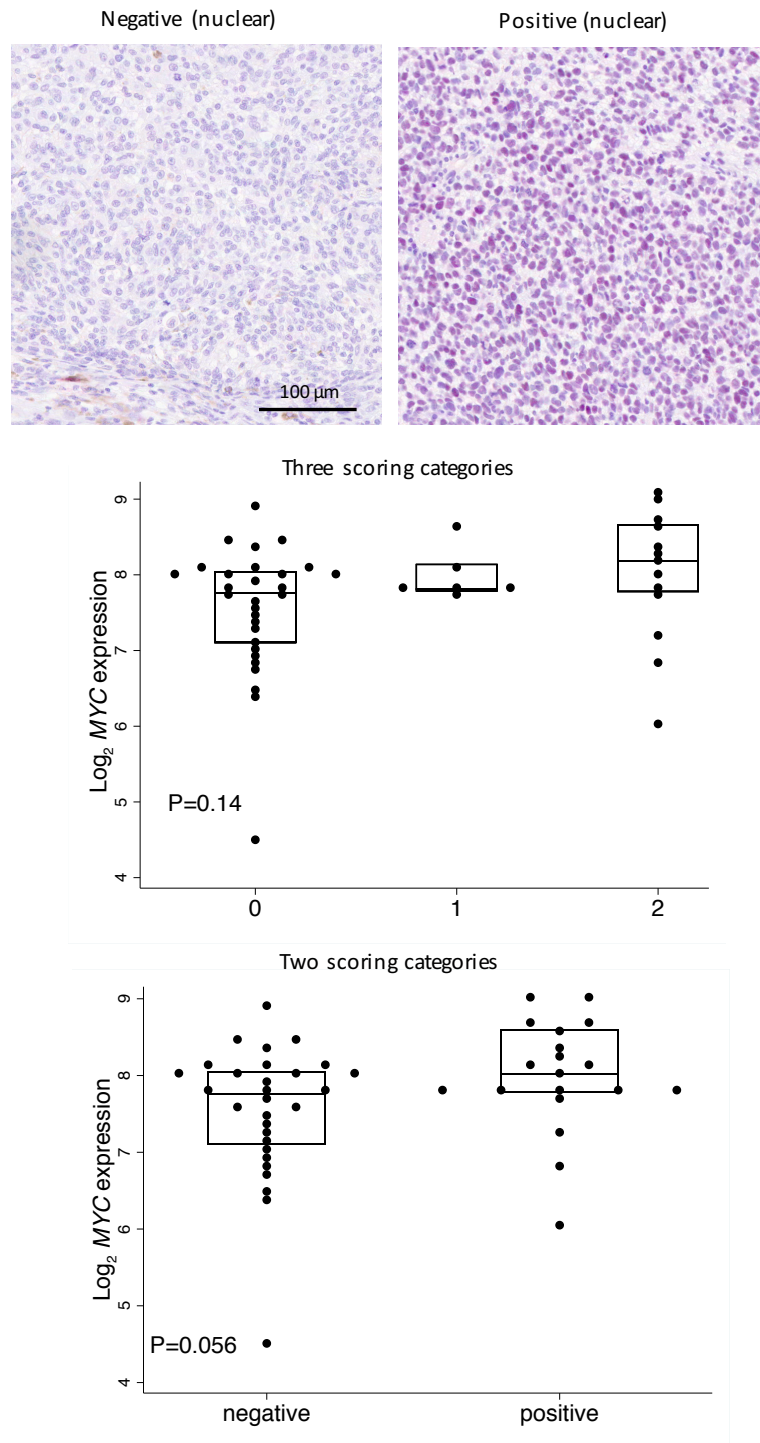 Negative (nuclear)
Positive (nuclear)
100 µm
Three scoring categories
9
8
7
6
5
4
Log₂ MYC expression
P=0.14
0
1
2
Two scoring categories
9
8
7
6
5
4
Log₂ MYC expression
P=0.056
negative
positive